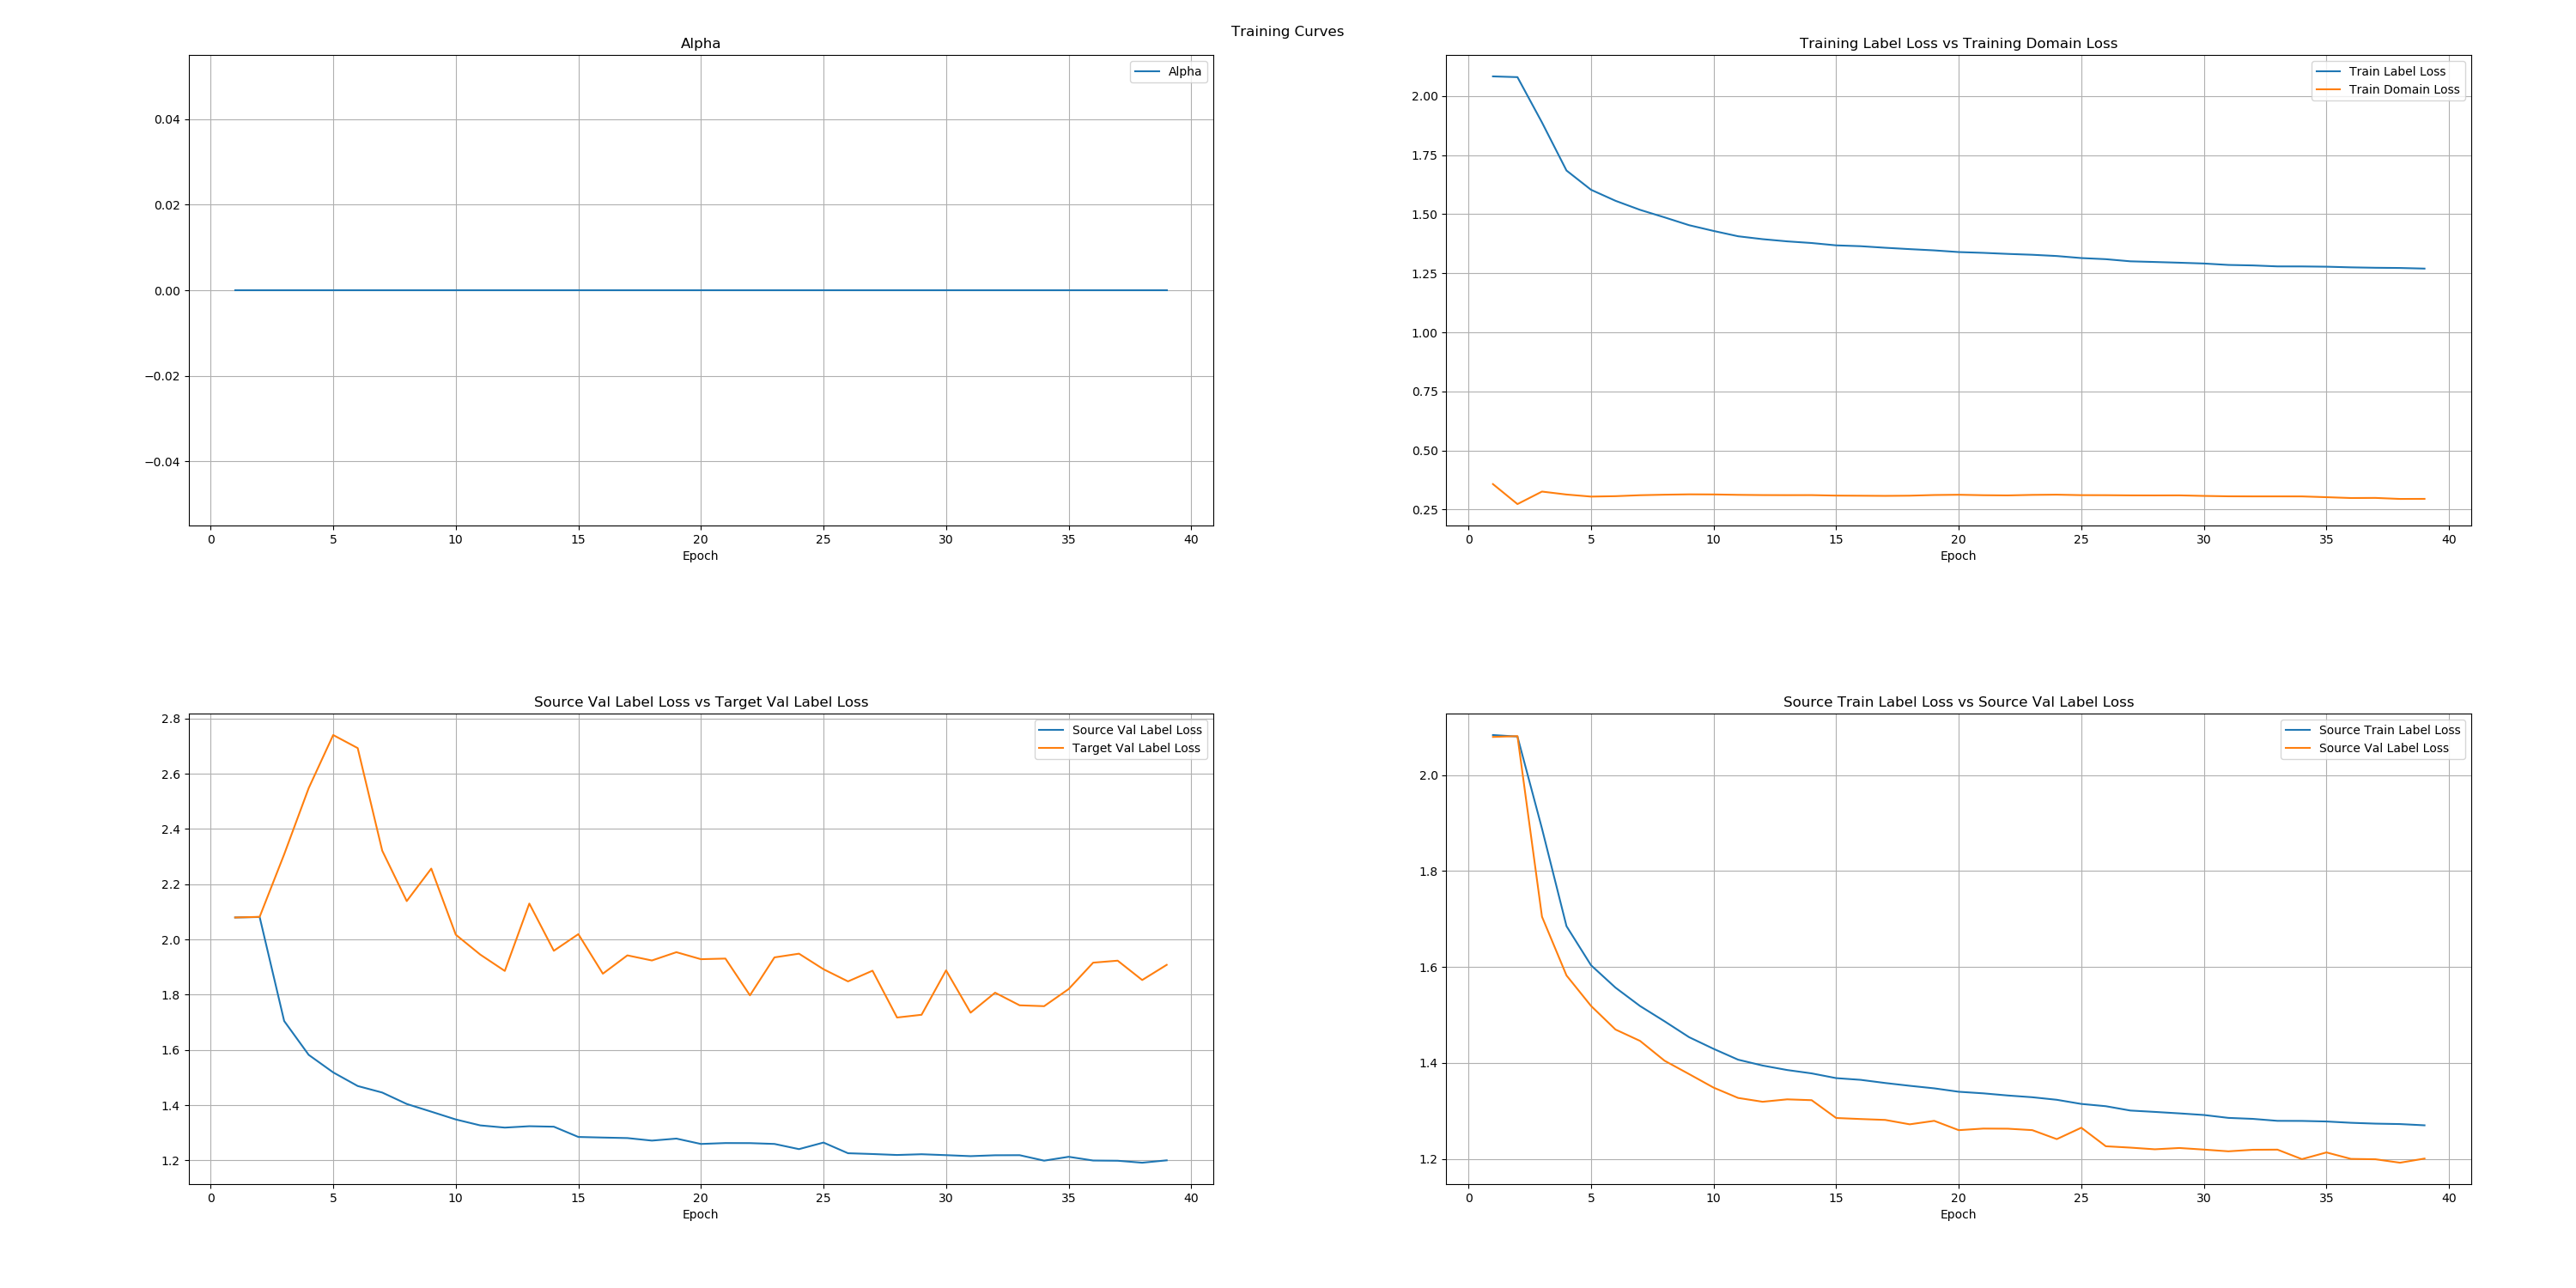 Training Curves
Alpha
Alpha
0.04
0.02
0.00
−0.02
−0.04
0 5 10 15 20 25 30 35 40
Epoch
Training Label Loss vs Training Domain Loss
Train Label Loss
Train Domain Loss
2.00
1.75
1.50
1.25
1.00
0.75
0.50
0.25
0 5 10 15 20 25 30 35 40
Epoch
Source Val Label Loss vs Target Val Label Loss
Source Val Label Loss
Target Val Label Loss
2.8
2.6
2.4
2.2
2.0
1.8
1.6
1.4
1.2
0 5 10 15 20 25 30 35 40
Epoch
Source Train Label Loss vs Source Val Label Loss
Source Train Label Loss
Source Val Label Loss
2.0
1.8
1.6
1.4
1.2
0 5 10 15 20 25 30 35 40
Epoch